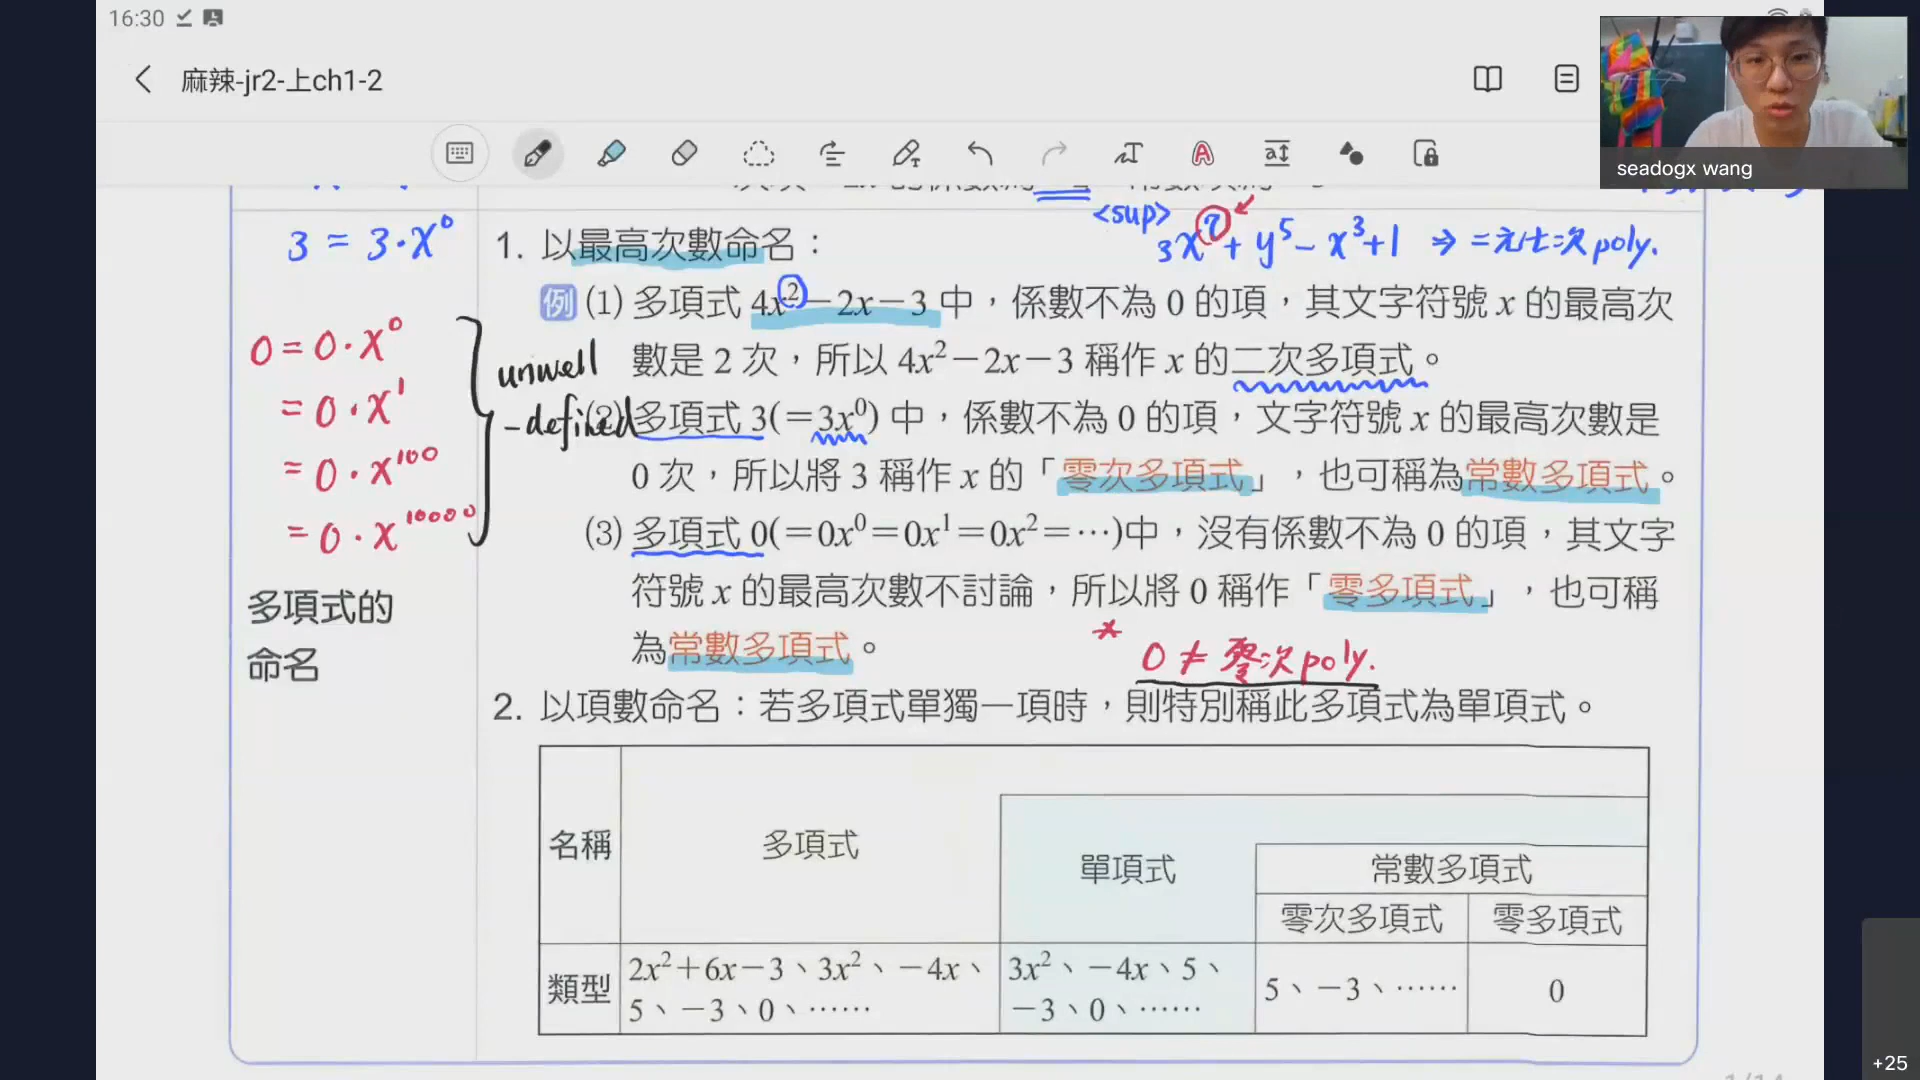 16:30
麻辣-jr2-上ch1-2
seadogx wang
3 = 3·x⁰
<sup>
3x⁷ + y⁵ - x³ + 1 ⇒ 二元七次 poly.
1. 以最高次數命名：
例 (1) 多項式 4x²－2x－3 中，係數不為 0 的項，其文字符號 x 的最高次
數是 2 次，所以 4x²－2x－3 稱作 x 的二次多項式。
(2) 多項式 3(＝3x⁰) 中，係數不為 0 的項，文字符號 x 的最高次數是
0 次，所以將 3 稱作 x 的「零次多項式」，也可稱為常數多項式。
(3) 多項式 0(＝0x⁰＝0x¹＝0x²＝⋯)中，沒有係數不為 0 的項，其文字
符號 x 的最高次數不討論，所以將 0 稱作「零多項式」，也可稱
為常數多項式。
0 = 0·x⁰
= 0·x¹
= 0·x¹⁰⁰
= 0·x¹⁰⁰⁰⁰
unwell
-defined
* 0 ≠ 零次 poly.
多項式的
命名
2. 以項數命名：若多項式單獨一項時，則特別稱此多項式為單項式。
名稱
多項式
單項式
常數多項式
零次多項式
零多項式
類型
2x²＋6x－3、3x²、－4x、
5、－3、0、⋯⋯
3x²、－4x、5、
－3、0、⋯⋯
5、－3、⋯⋯
0
+25